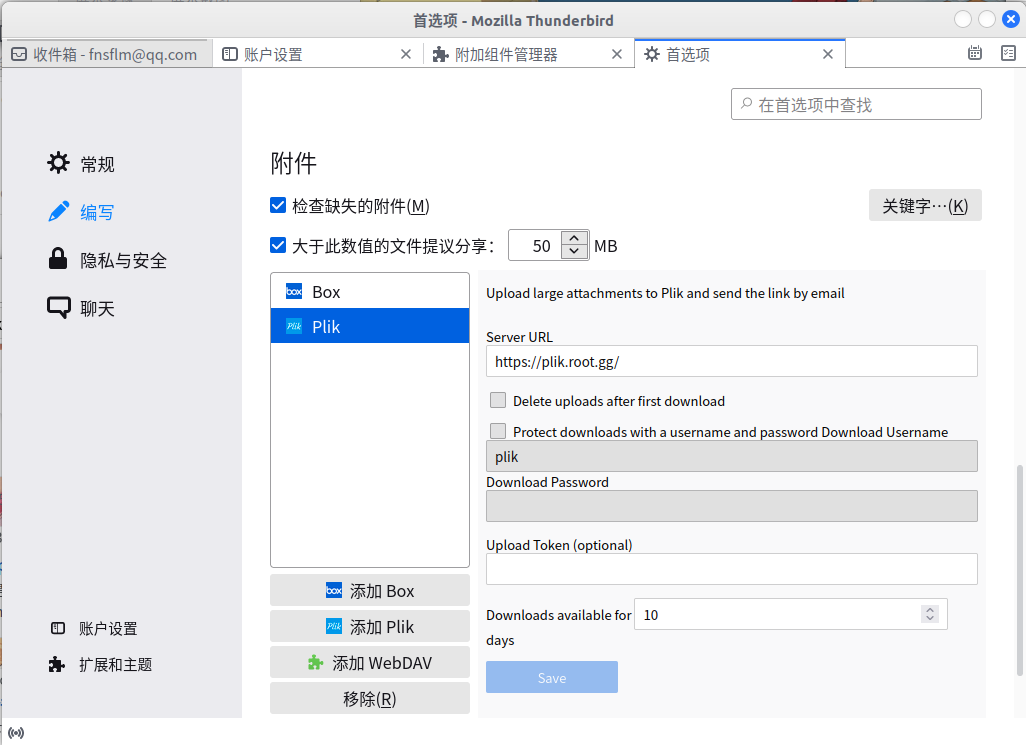 首选项 - Mozilla Thunderbird
收件箱 - fnsflm@qq.com
账户设置
附加组件管理器
首选项
在首选项中查找
常规
编写
隐私与安全
聊天
账户设置
扩展和主题
附件
检查缺失的附件(M)
关键字…(K)
大于此数值的文件提议分享： 50 MB
box Box
Plik Plik
box 添加 Box
Plik 添加 Plik
添加 WebDAV
移除(R)
Upload large attachments to Plik and send the link by email
Server URL
https://plik.root.gg/
Delete uploads after first download
Protect downloads with a username and password Download Username
plik
Download Password
Upload Token (optional)
Downloads available for 10
days
Save